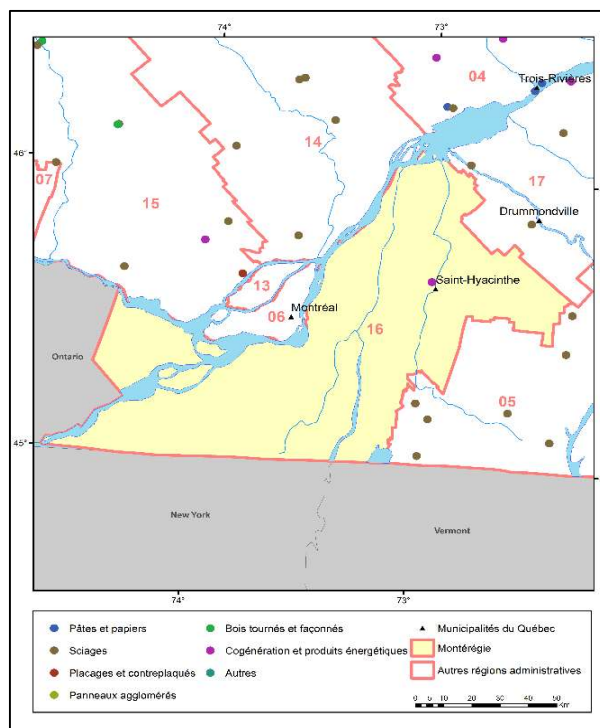 74°
73°
04
Trois-Rivières
14
46°
07
17
15
Drummondville
13
Saint-Hyacinthe
06
Montréal
16
Ontario
05
45°
New York
Vermont
74°
73°
Pâtes et papiers
Bois tournés et façonnés
Municipalités du Québec
Sciages
Cogénération et produits énergétiques
Montérégie
Placages et contreplaqués
Autres
Autres régions administratives
Panneaux agglomérés
0 5 10 20 30 40 50
Km